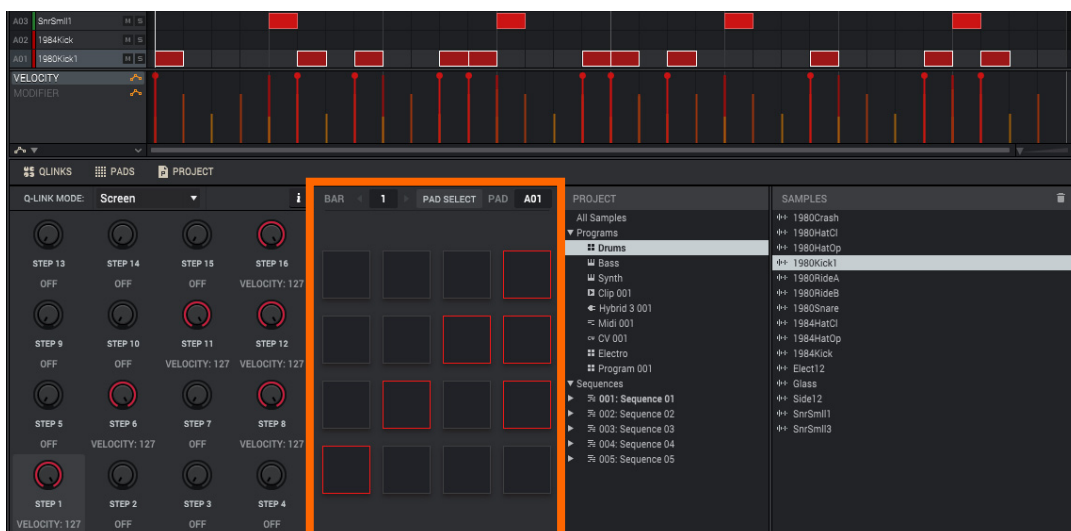 A03 SnrSmll1 M S
A02 1984Kick M S
A01 1980Kick1 M S
VELOCITY
MODIFIER
QLINKS PADS PROJECT
Q-LINK MODE: Screen i
BAR 1 PAD SELECT PAD A01
PROJECT
SAMPLES
STEP 13 STEP 14 STEP 15 STEP 16
OFF OFF OFF VELOCITY: 127
STEP 9 STEP 10 STEP 11 STEP 12
OFF OFF VELOCITY: 127 VELOCITY: 127
STEP 5 STEP 6 STEP 7 STEP 8
OFF VELOCITY: 127 OFF VELOCITY: 127
STEP 1 STEP 2 STEP 3 STEP 4
VELOCITY: 127 OFF OFF OFF
All Samples
Programs
Drums
Bass
Synth
Clip 001
Hybrid 3 001
Midi 001
CV CV 001
Electro
Program 001
Sequences
001: Sequence 01
002: Sequence 02
003: Sequence 03
004: Sequence 04
005: Sequence 05
1980Crash
1980HatCl
1980HatOp
1980Kick1
1980RideA
1980RideB
1980Snare
1984HatCl
1984HatOp
1984Kick
Elect12
Glass
Side12
SnrSmll1
SnrSmll3